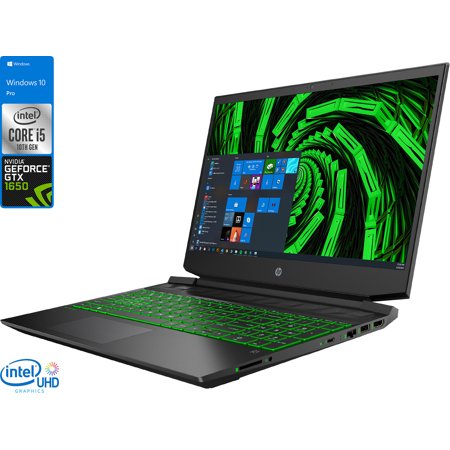 Windows
Windows 10
Pro
intel
CORE i5
10TH GEN
NVIDIA
GEFORCE
GTX
1650
hp
intel
UHD
GRAPHICS